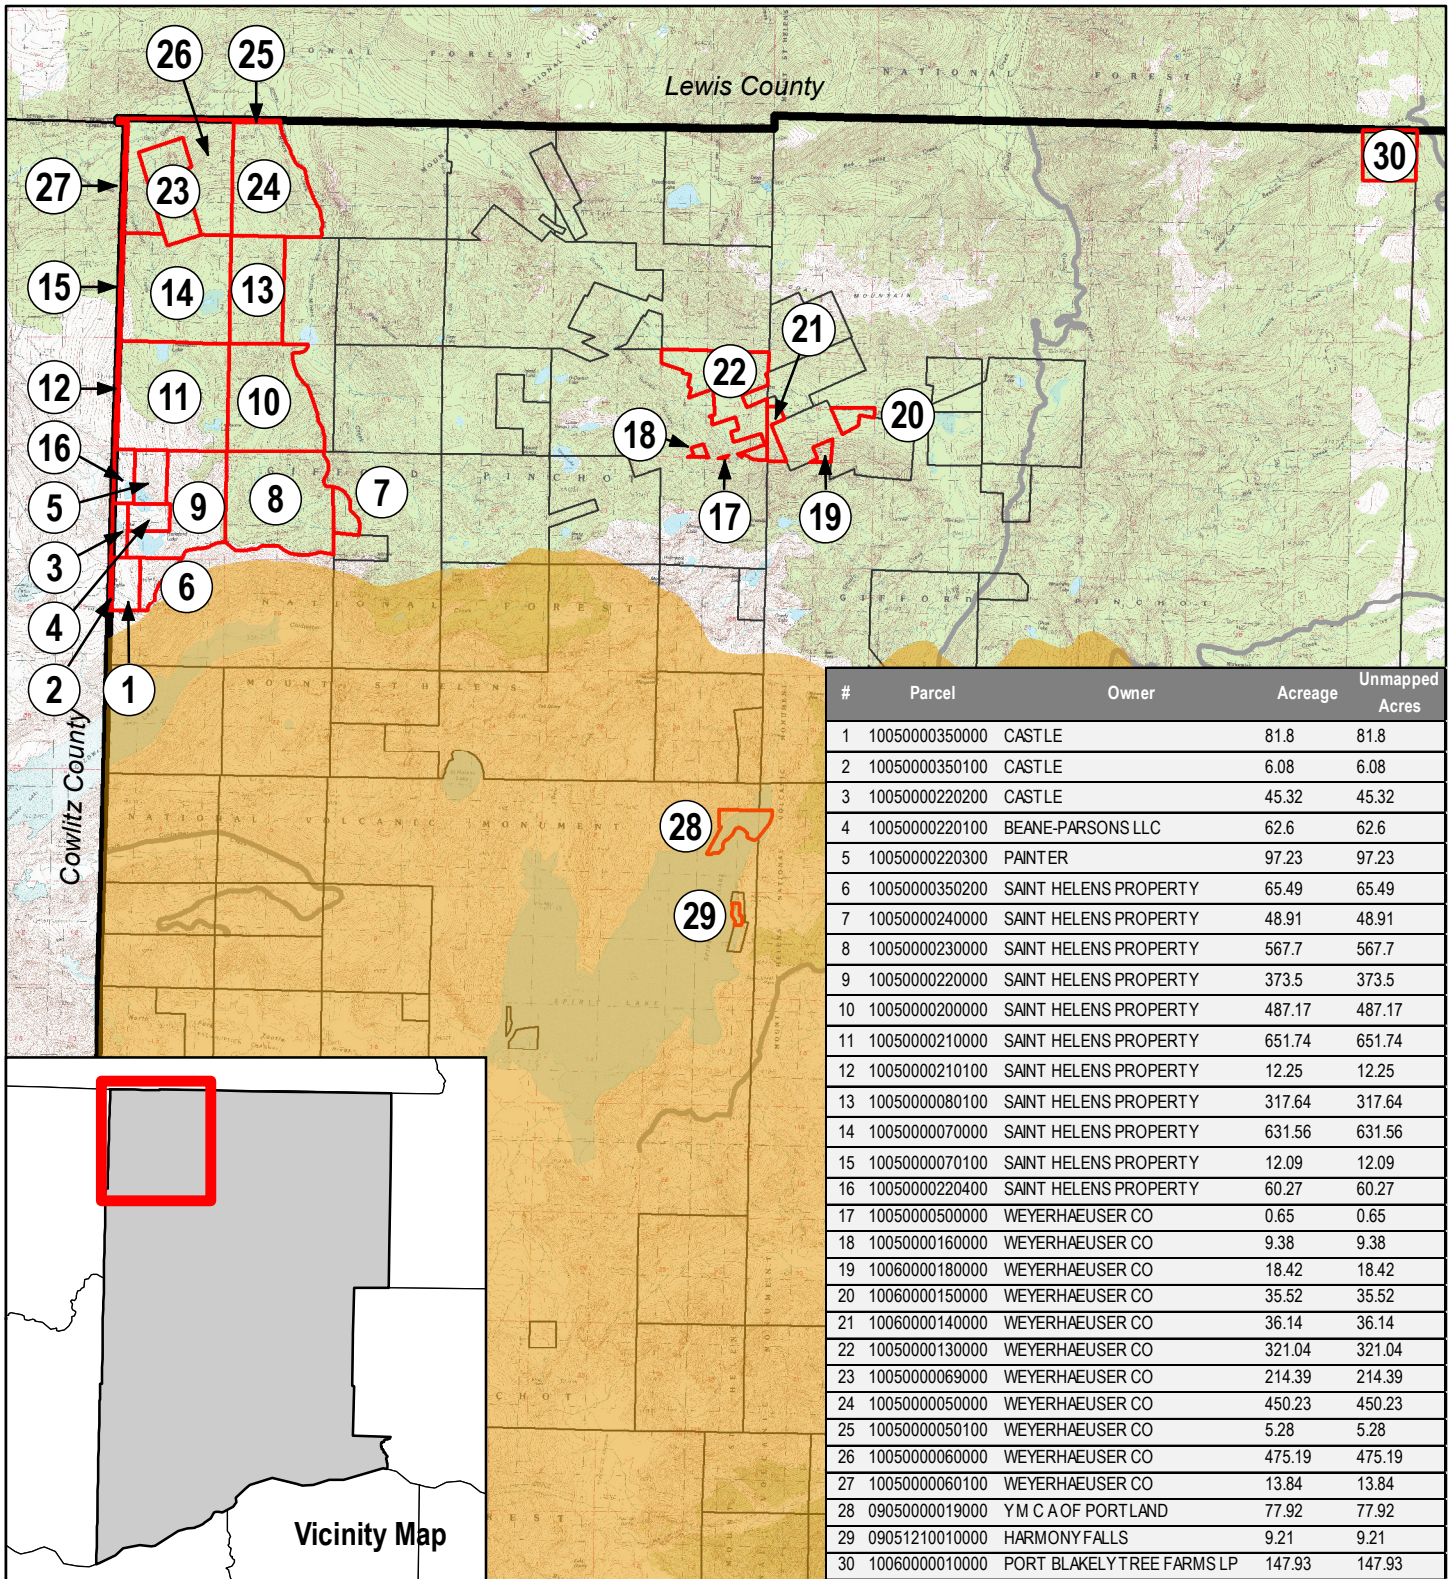 26
25
Lewis County
NATIONAL FOREST
27
23
24
30
15
14
13
21
12
11
10
22
20
16
18
5
9
8
7
17
19
GIFFORD PINCHOT
3
6
4
NATIONAL FOREST
GIFFORD PINCHOT
2
1
MOUNT ST HELENS
Cowlitz County
NATIONAL VOLCANIC MONUMENT
28
29
SPIRIT LAKE
Vicinity Map
# Parcel Owner Acreage Unmapped Acres
1 10050000350000 CASTLE 81.8 81.8
2 10050000350100 CASTLE 6.08 6.08
3 10050000220200 CASTLE 45.32 45.32
4 10050000220100 BEANE-PARSONS LLC 62.6 62.6
5 10050000220300 PAINTER 97.23 97.23
6 10050000350200 SAINT HELENS PROPERTY 65.49 65.49
7 10050000240000 SAINT HELENS PROPERTY 48.91 48.91
8 10050000230000 SAINT HELENS PROPERTY 567.7 567.7
9 10050000220000 SAINT HELENS PROPERTY 373.5 373.5
10 10050000200000 SAINT HELENS PROPERTY 487.17 487.17
11 10050000210000 SAINT HELENS PROPERTY 651.74 651.74
12 10050000210100 SAINT HELENS PROPERTY 12.25 12.25
13 10050000080100 SAINT HELENS PROPERTY 317.64 317.64
14 10050000070000 SAINT HELENS PROPERTY 631.56 631.56
15 10050000070100 SAINT HELENS PROPERTY 12.09 12.09
16 10050000220400 SAINT HELENS PROPERTY 60.27 60.27
17 10050000500000 WEYERHAEUSER CO 0.65 0.65
18 10050000160000 WEYERHAEUSER CO 9.38 9.38
19 10060000180000 WEYERHAEUSER CO 18.42 18.42
20 10060000150000 WEYERHAEUSER CO 35.52 35.52
21 10060000140000 WEYERHAEUSER CO 36.14 36.14
22 10050000130000 WEYERHAEUSER CO 321.04 321.04
23 10050000069000 WEYERHAEUSER CO 214.39 214.39
24 10050000050000 WEYERHAEUSER CO 450.23 450.23
25 10050000050100 WEYERHAEUSER CO 5.28 5.28
26 10050000060000 WEYERHAEUSER CO 475.19 475.19
27 10050000060100 WEYERHAEUSER CO 13.84 13.84
28 09050000019000 Y M C A OF PORTLAND 77.92 77.92
29 09051210010000 HARMONY FALLS 9.21 9.21
30 10060000010000 PORT BLAKELY TREE FARMS LP 147.93 147.93